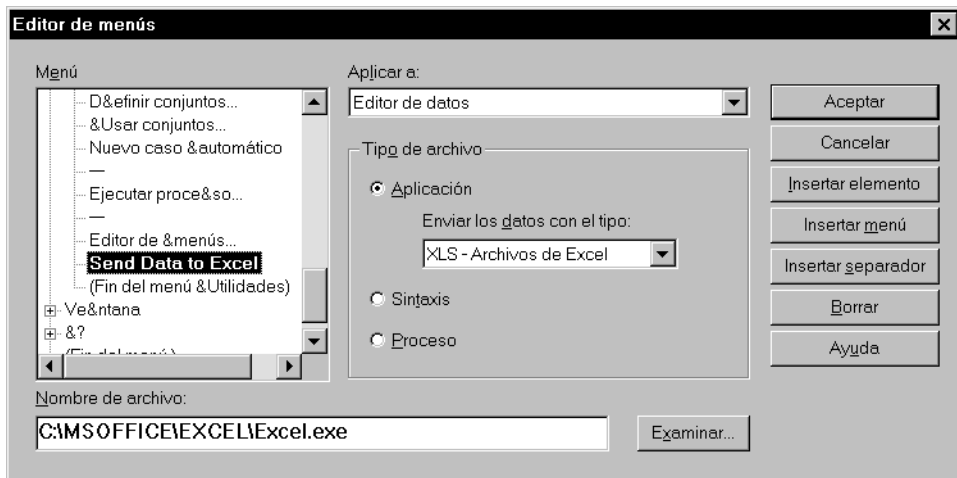 Editor de menús
Menú
D&efinir conjuntos...
&Usar conjuntos...
Nuevo caso &automático
—
Ejecutar proce&so...
—
Editor de &menús...
Send Data to Excel
(Fin del menú &Utilidades)
Ve&ntana
&?
(Fin del menú )
Aplicar a:
Editor de datos
Tipo de archivo
Aplicación
Enviar los datos con el tipo:
XLS - Archivos de Excel
Sintaxis
Proceso
Aceptar
Cancelar
Insertar elemento
Insertar menú
Insertar separador
Borrar
Ayuda
Nombre de archivo:
C:\MSOFFICE\EXCEL\Excel.exe
Examinar...